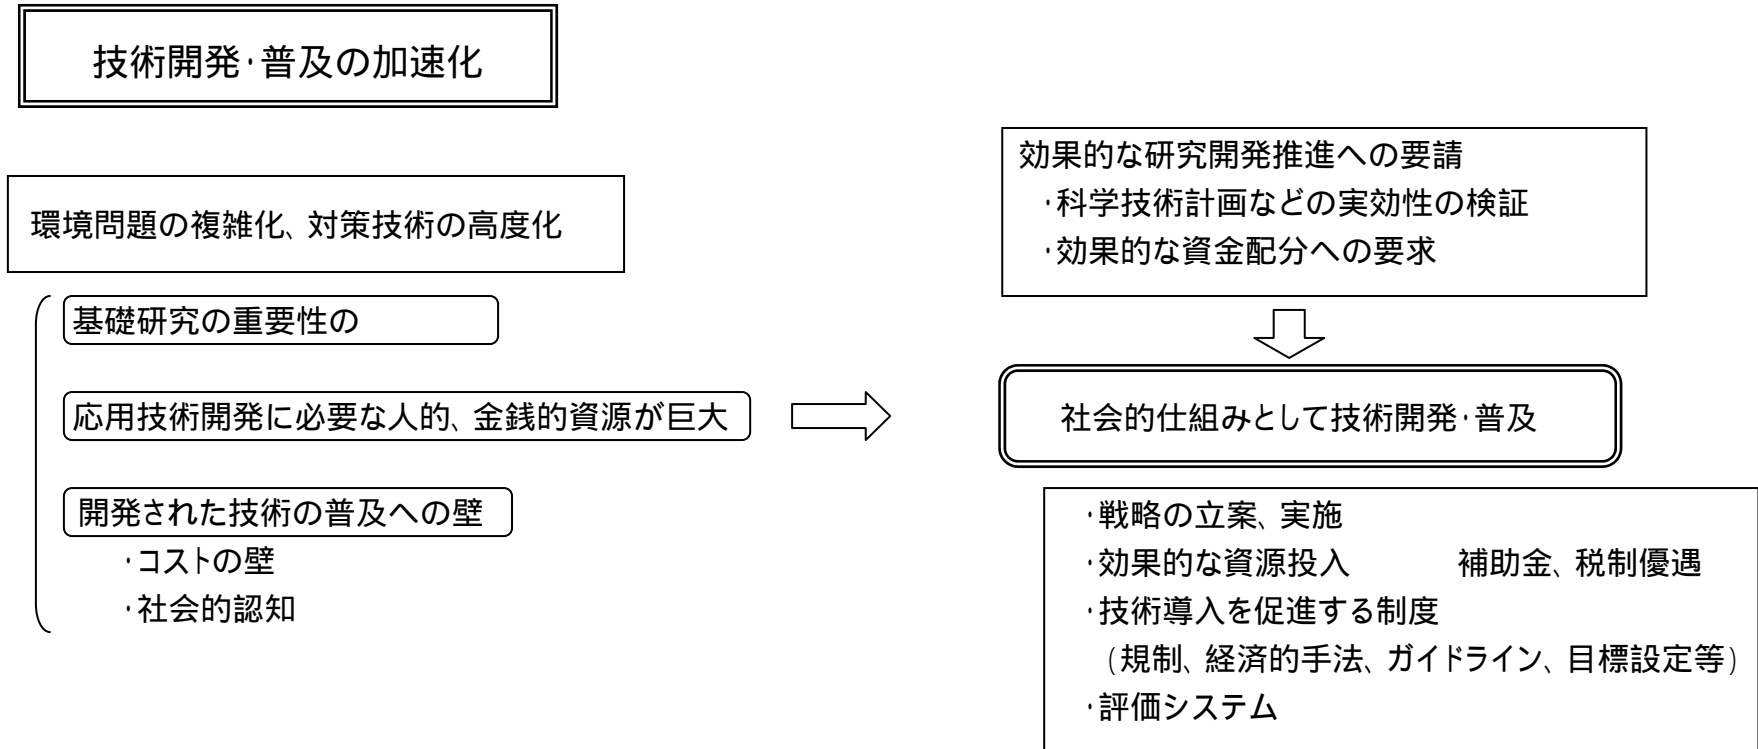 技術開発・普及の加速化
環境問題の複雑化、対策技術の高度化
基礎研究の重要性の
応用技術開発に必要な人的、金銭的資源が巨大
開発された技術の普及への壁
・コストの壁
・社会的認知
効果的な研究開発推進への要請
・科学技術計画などの実効性の検証
・効果的な資金配分への要求
社会的仕組みとして技術開発・普及
・戦略の立案、実施
・効果的な資源投入　　　補助金、税制優遇
・技術導入を促進する制度
(規制、経済的手法、ガイドライン、目標設定等)
・評価システム